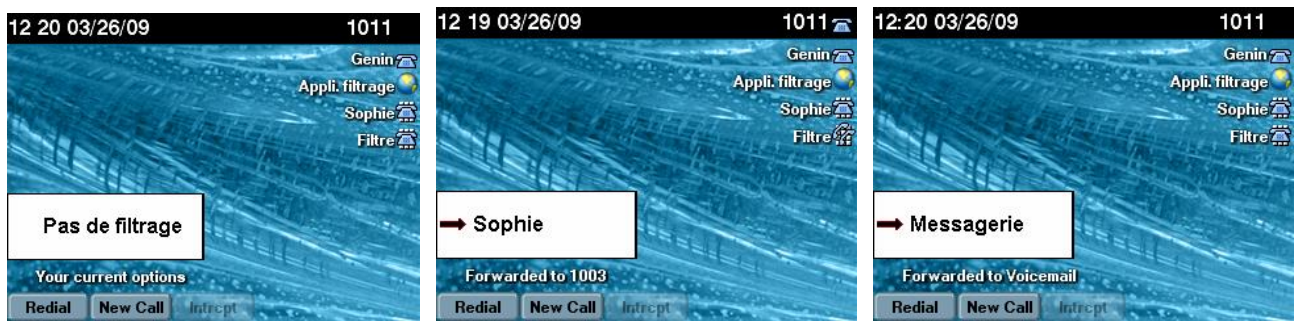 12 20 03/26/09 1011
Genin
Appli. filtrage
Sophie
Filtre
Pas de filtrage
Your current options
Redial New Call Intrcpt
12 19 03/26/09 1011
Genin
Appli. filtrage
Sophie
Filtre
Sophie
Forwarded to 1003
Redial New Call Intrcpt
12:20 03/26/09 1011
Genin
Appli. filtrage
Sophie
Filtre
Messagerie
Forwarded to Voicemail
Redial New Call Intrcpt